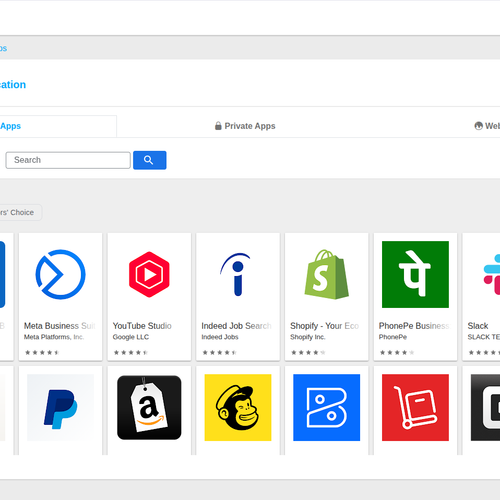 ps
ation
Apps
Private Apps
Web
Search
rs' Choice
B
Meta Business Sui
Meta Platforms, Inc.
YouTube Studio
Google LLC
Indeed Job Search
Indeed Jobs
Shopify - Your Eco
Shopify Inc.
पे
PhonePe Business
PhonePe
Slack
SLACK TE